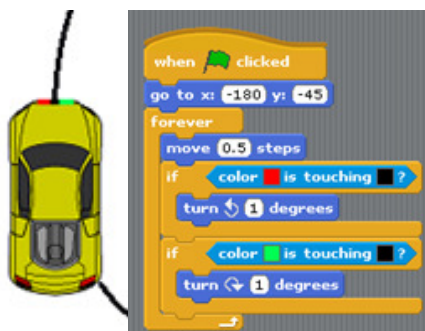 when clicked
go to x: -180 y: -45
forever
move 0.5 steps
if color is touching ?
turn 1 degrees
if color is touching ?
turn 1 degrees